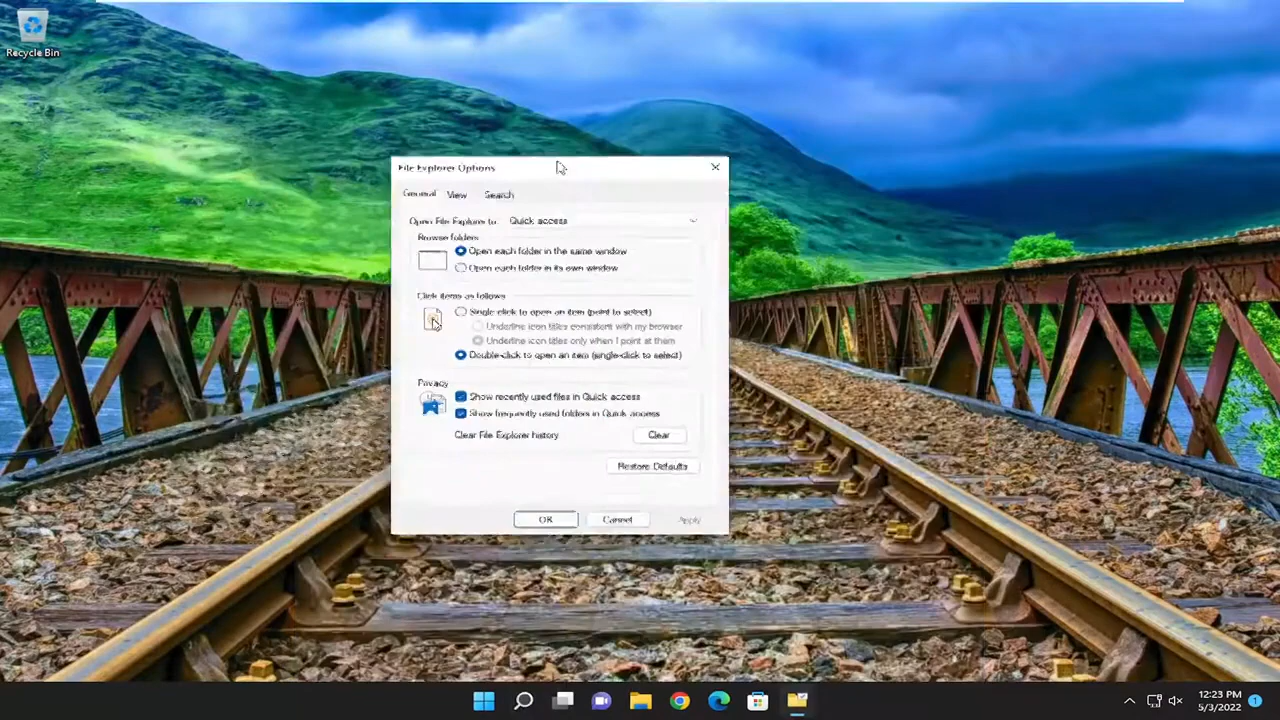 Recycle Bin
File Explorer Options
General
View
Search
Open File Explorer to: Quick access
Browse folders
Open each folder in the same window
Open each folder in its own window
Click items as follows
Single-click to open an item (point to select)
Underline icon titles consistent with my browser
Underline icon titles only when I point at them
Double-click to open an item (single-click to select)
Privacy
Show recently used files in Quick access
Show frequently used folders in Quick access
Clear File Explorer history
Clear
Restore Defaults
OK
Cancel
Apply
12:23 PM
5/3/2022
1